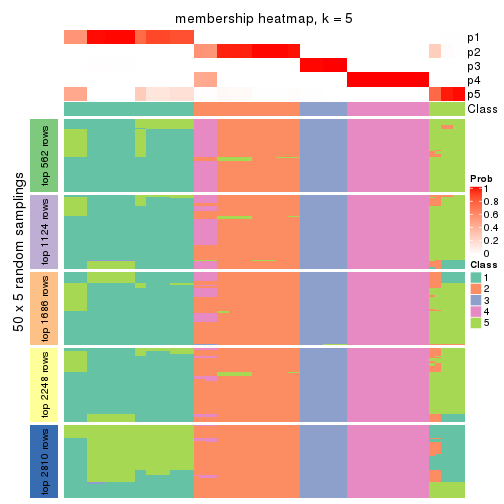 membership heatmap, k = 5
p1
p2
p3
p4
p5
Class
50 x 5 random samplings
top 562 rows
top 1124 rows
top 1686 rows
top 2248 rows
top 2810 rows
Prob
1
0.8
0.6
0.4
0.2
0
Class
1
2
3
4
5